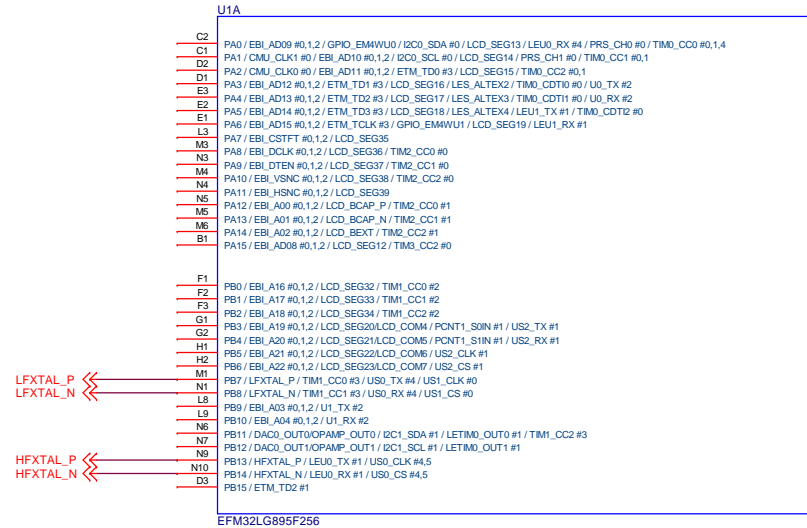 U1A
C2 PA0 / EBI_AD09 #0,1,2 / GPIO_EM4WU0 / I2C0_SDA #0 / LCD_SEG13 / LEU0_RX #4 / PRS_CH0 #0 / TIM0_CC0 #0,1,4
C1 PA1 / CMU_CLK1 #0 / EBI_AD10 #0,1,2 / I2C0_SCL #0 / LCD_SEG14 / PRS_CH1 #0 / TIM0_CC1 #0,1
D2 PA2 / CMU_CLK0 #0 / EBI_AD11 #0,1,2 / ETM_TD0 #3 / LCD_SEG15 / TIM0_CC2 #0,1
D1 PA3 / EBI_AD12 #0,1,2 / ETM_TD1 #3 / LCD_SEG16 / LES_ALTEX2 / TIM0_CDTI0 #0 / U0_TX #2
E3 PA4 / EBI_AD13 #0,1,2 / ETM_TD2 #3 / LCD_SEG17 / LES_ALTEX3 / TIM0_CDTI1 #0 / U0_RX #2
E2 PA5 / EBI_AD14 #0,1,2 / ETM_TD3 #3 / LCD_SEG18 / LES_ALTEX4 / LEU1_TX #1 / TIM0_CDTI2 #0
E1 PA6 / EBI_AD15 #0,1,2 / ETM_TCLK #3 / GPIO_EM4WU1 / LCD_SEG19 / LEU1_RX #1
L3 PA7 / EBI_CSTFT #0,1,2 / LCD_SEG35
M3 PA8 / EBI_DCLK #0,1,2 / LCD_SEG36 / TIM2_CC0 #0
N3 PA9 / EBI_DTEN #0,1,2 / LCD_SEG37 / TIM2_CC1 #0
M4 PA10 / EBI_VSNC #0,1,2 / LCD_SEG38 / TIM2_CC2 #0
N4 PA11 / EBI_HSNC #0,1,2 / LCD_SEG39
N5 PA12 / EBI_A00 #0,1,2 / LCD_BCAP_P / TIM2_CC0 #1
M5 PA13 / EBI_A01 #0,1,2 / LCD_BCAP_N / TIM2_CC1 #1
M6 PA14 / EBI_A02 #0,1,2 / LCD_BEXT / TIM2_CC2 #1
B1 PA15 / EBI_AD08 #0,1,2 / LCD_SEG12 / TIM3_CC2 #0
F1 PB0 / EBI_A16 #0,1,2 / LCD_SEG32 / TIM1_CC0 #2
F2 PB1 / EBI_A17 #0,1,2 / LCD_SEG33 / TIM1_CC1 #2
F3 PB2 / EBI_A18 #0,1,2 / LCD_SEG34 / TIM1_CC2 #2
G1 PB3 / EBI_A19 #0,1,2 / LCD_SEG20/LCD_COM4 / PCNT1_S0IN #1 / US2_TX #1
G2 PB4 / EBI_A20 #0,1,2 / LCD_SEG21/LCD_COM5 / PCNT1_S1IN #1 / US2_RX #1
H1 PB5 / EBI_A21 #0,1,2 / LCD_SEG22/LCD_COM6 / US2_CLK #1
H2 PB6 / EBI_A22 #0,1,2 / LCD_SEG23/LCD_COM7 / US2_CS #1
LFXTAL_P M1 PB7 / LFXTAL_P / TIM1_CC0 #3 / US0_TX #4 / US1_CLK #0
LFXTAL_N N1 PB8 / LFXTAL_N / TIM1_CC1 #3 / US0_RX #4 / US1_CS #0
L8 PB9 / EBI_A03 #0,1,2 / U1_TX #2
L9 PB10 / EBI_A04 #0,1,2 / U1_RX #2
N6 PB11 / DAC0_OUT0/OPAMP_OUT0 / I2C1_SDA #1 / LETIM0_OUT0 #1 / TIM1_CC2 #3
N7 PB12 / DAC0_OUT1/OPAMP_OUT1 / I2C1_SCL #1 / LETIM0_OUT1 #1
HFXTAL_P N9 PB13 / HFXTAL_P / LEU0_TX #1 / US0_CLK #4,5
HFXTAL_N N10 PB14 / HFXTAL_N / LEU0_RX #1 / US0_CS #4,5
D3 PB15 / ETM_TD2 #1
EFM32LG895F256